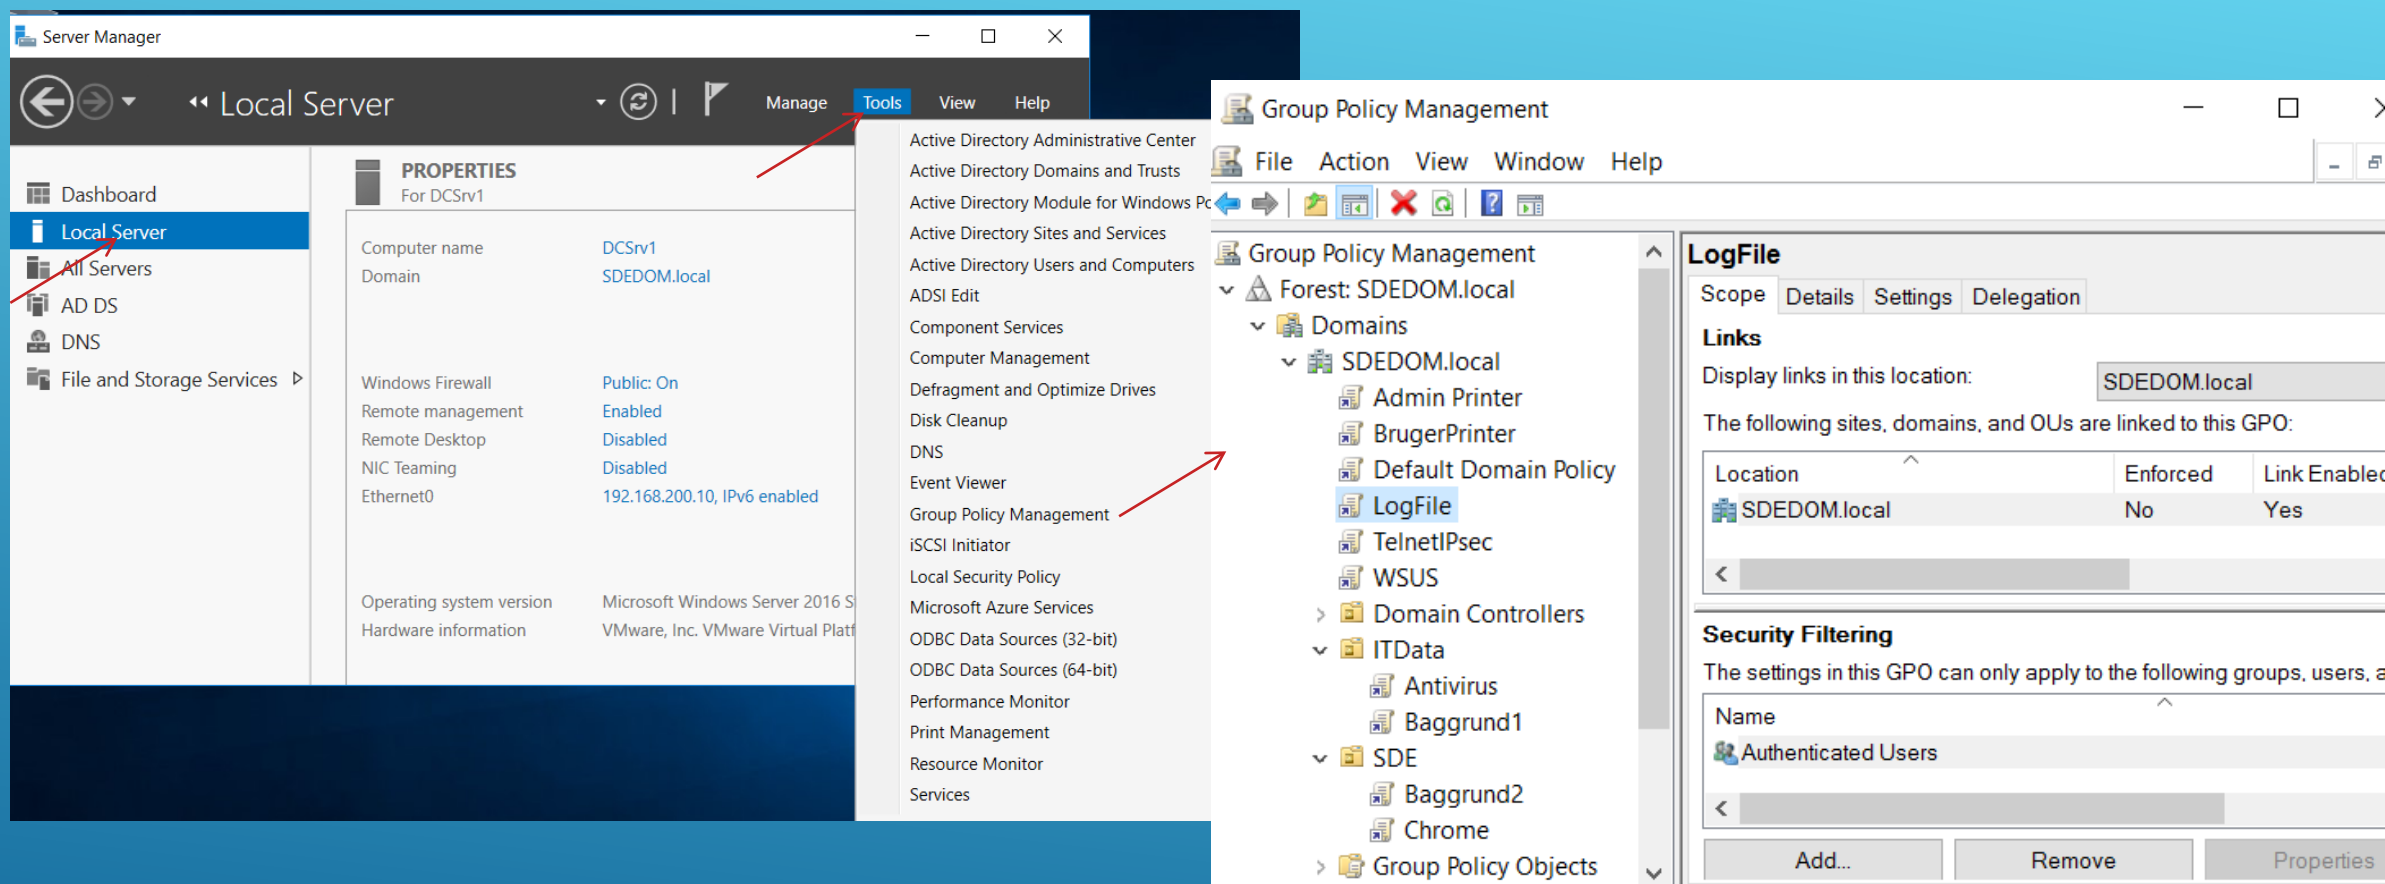 Server Manager
Local Server
Manage Tools View Help
Dashboard
Local Server
All Servers
AD DS
DNS
File and Storage Services
PROPERTIES
For DCSrv1
Computer name DCSrv1
Domain SDEDOM.local
Windows Firewall Public: On
Remote management Enabled
Remote Desktop Disabled
NIC Teaming Disabled
Ethernet0 192.168.200.10, IPv6 enabled
Operating system version Microsoft Windows Server 2016 S
Hardware information VMware, Inc. VMware Virtual Platf
Active Directory Administrative Center
Active Directory Domains and Trusts
Active Directory Module for Windows Po
Active Directory Sites and Services
Active Directory Users and Computers
ADSI Edit
Component Services
Computer Management
Defragment and Optimize Drives
Disk Cleanup
DNS
Event Viewer
Group Policy Management
iSCSI Initiator
Local Security Policy
Microsoft Azure Services
ODBC Data Sources (32-bit)
ODBC Data Sources (64-bit)
Performance Monitor
Print Management
Resource Monitor
Services
Group Policy Management
File Action View Window Help
Group Policy Management
Forest: SDEDOM.local
Domains
SDEDOM.local
Admin Printer
BrugerPrinter
Default Domain Policy
LogFile
TelnetIPsec
WSUS
Domain Controllers
ITData
Antivirus
Baggrund1
SDE
Baggrund2
Chrome
Group Policy Objects
LogFile
Scope Details Settings Delegation
Links
Display links in this location: SDEDOM.local
The following sites, domains, and OUs are linked to this GPO:
Location Enforced Link Enabled
SDEDOM.local No Yes
Security Filtering
The settings in this GPO can only apply to the following groups, users, a
Name
Authenticated Users
Add... Remove Properties